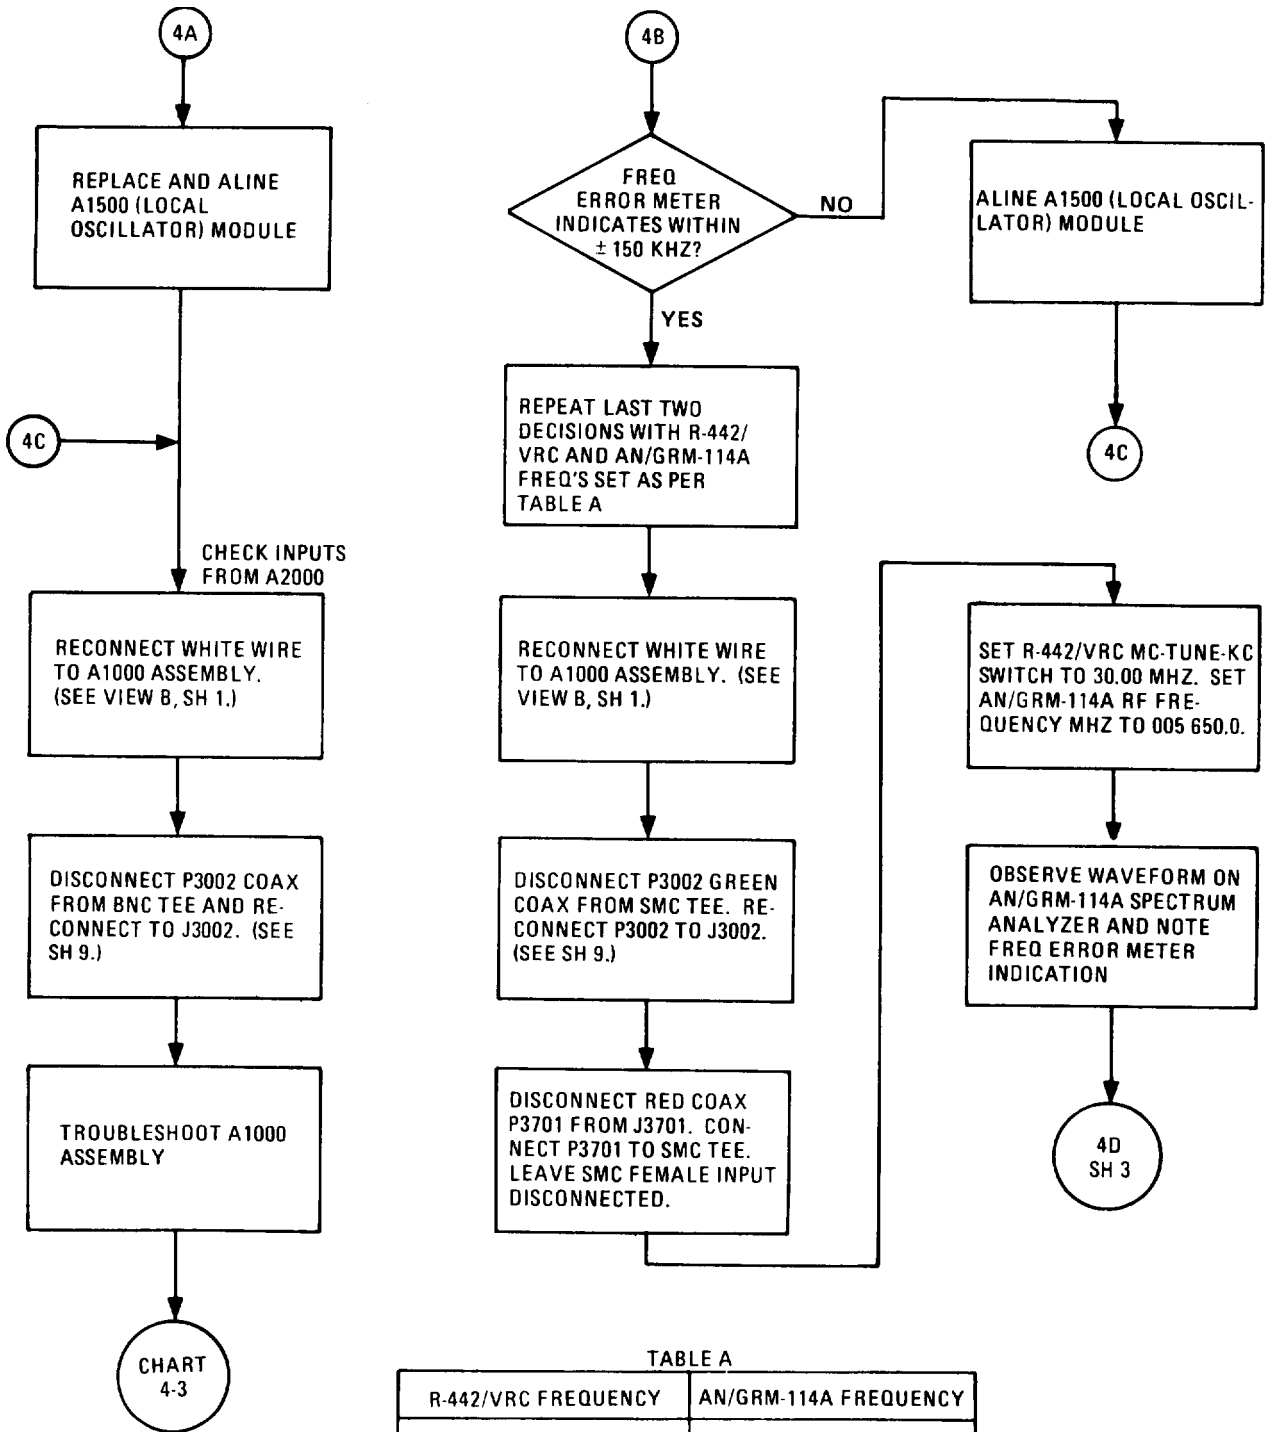 4A
REPLACE AND ALINE
A1500 (LOCAL
OSCILLATOR) MODULE
4C
CHECK INPUTS
FROM A2000
RECONNECT WHITE WIRE
TO A1000 ASSEMBLY.
(SEE VIEW B, SH 1.)
DISCONNECT P3002 COAX
FROM BNC TEE AND RE-
CONNECT TO J3002. (SEE
SH 9.)
TROUBLESHOOT A1000
ASSEMBLY
CHART
4-3
4B
FREQ
ERROR METER
INDICATES WITHIN
± 150 KHZ?
NO
YES
REPEAT LAST TWO
DECISIONS WITH R-442/
VRC AND AN/GRM-114A
FREQ'S SET AS PER
TABLE A
RECONNECT WHITE WIRE
TO A1000 ASSEMBLY. (SEE
VIEW B, SH 1.)
DISCONNECT P3002 GREEN
COAX FROM SMC TEE. RE-
CONNECT P3002 TO J3002.
(SEE SH 9.)
DISCONNECT RED COAX
P3701 FROM J3701. CON-
NECT P3701 TO SMC TEE.
LEAVE SMC FEMALE INPUT
DISCONNECTED.
ALINE A1500 (LOCAL OSCIL-
LATOR) MODULE
4C
SET R-442/VRC MC-TUNE-KC
SWITCH TO 30.00 MHZ. SET
AN/GRM-114A RF FRE-
QUENCY MHZ TO 005 650.0.
OBSERVE WAVEFORM ON
AN/GRM-114A SPECTRUM
ANALYZER AND NOTE
FREQ ERROR METER
INDICATION
4D
SH 3
TABLE A
R-442/VRC FREQUENCY AN/GRM-114A FREQUENCY